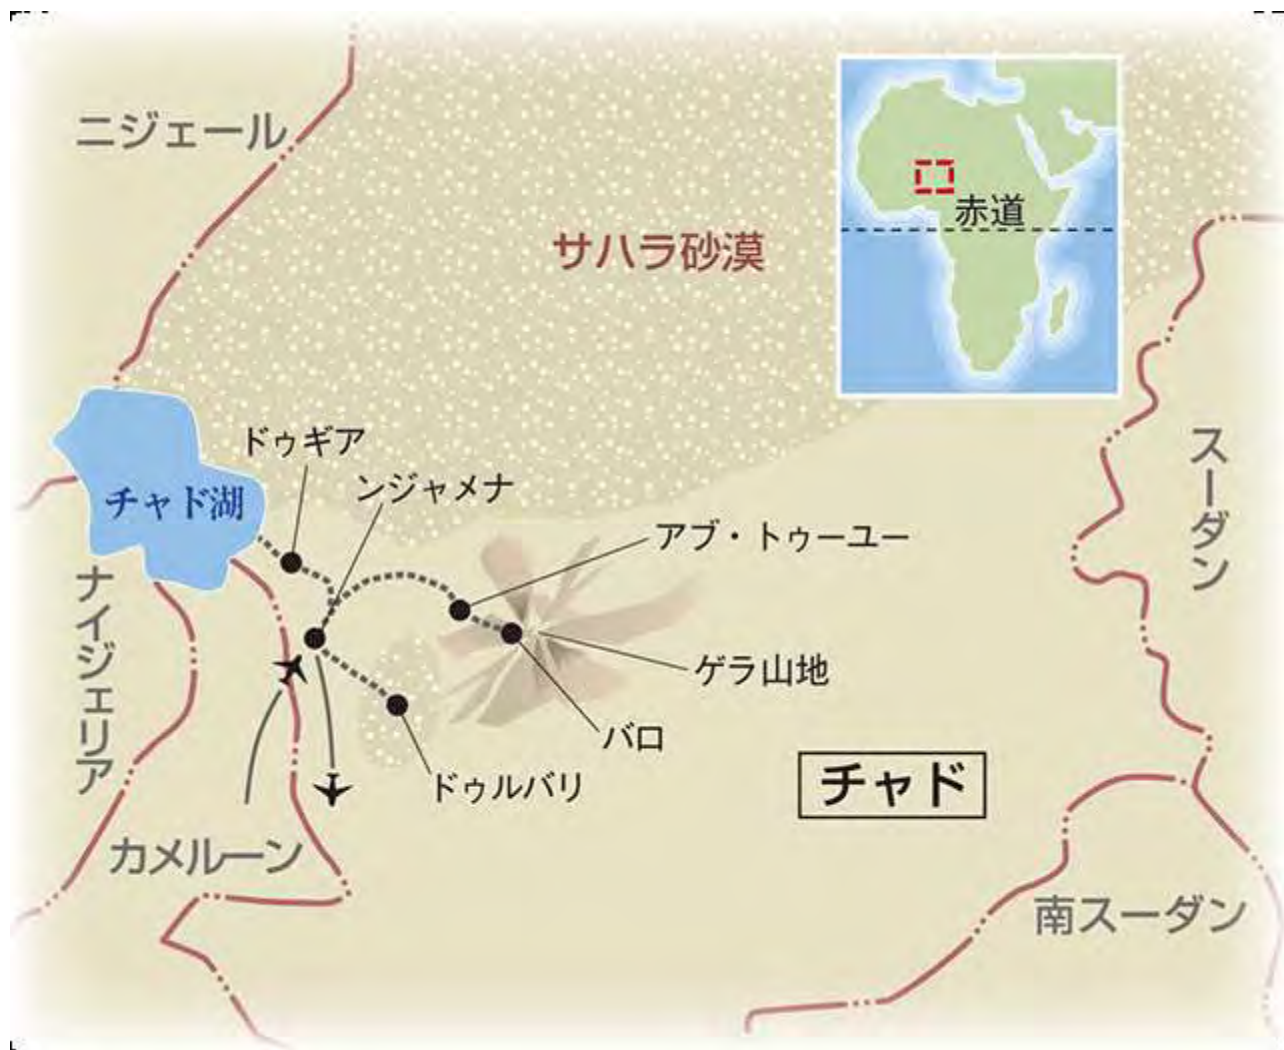 ニジェール
赤道
サハラ砂漠
ドゥギア
ンジャメナ
チャド湖
アブ・トゥーユー
スーダン
ナイジェリア
ゲラ山地
バロ
ドゥルバリ
チャド
カメルーン
南スーダン